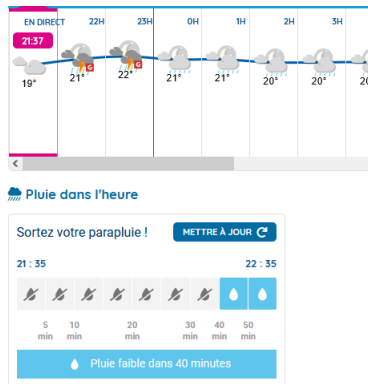 EN DIRECT 22H 23H 0H 1H 2H 3H
21:37
19° 21° 22° 21° 21° 20° 20°
G G
Pluie dans l'heure
Sortez votre parapluie ! METTRE À JOUR
21 : 35 22 : 35
5 10 20 30 40 50
min min min min min min
Pluie faible dans 40 minutes